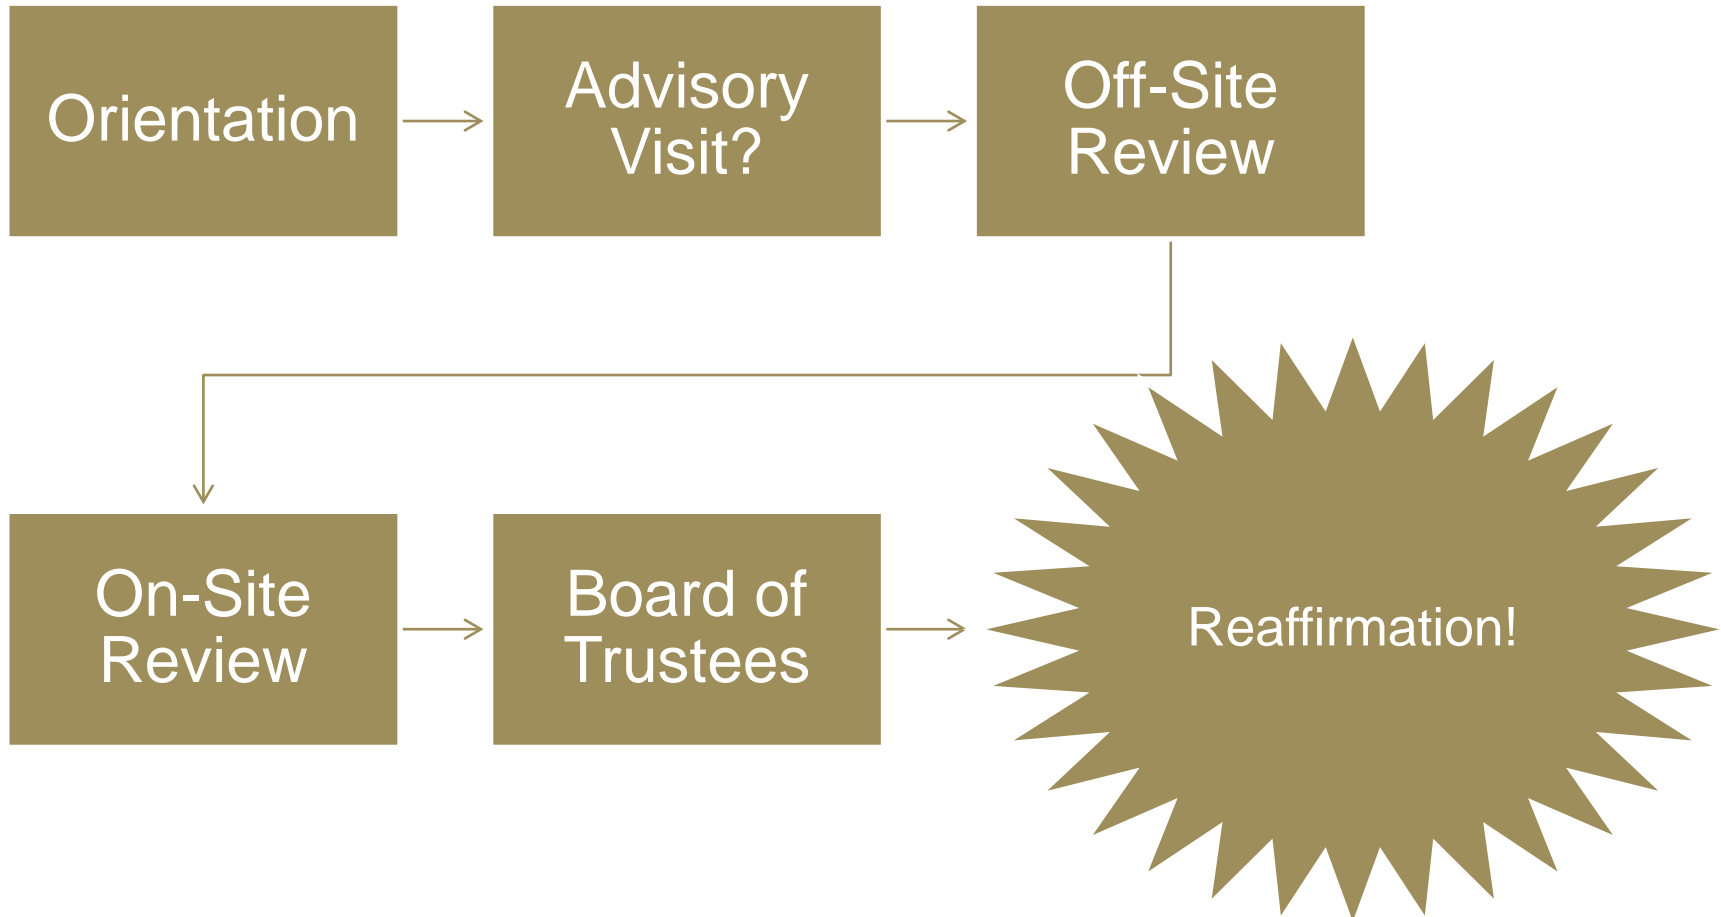 Orientation
Advisory
Visit?
Off-Site
Review
On-Site
Review
Board of
Trustees
Reaffirmation!